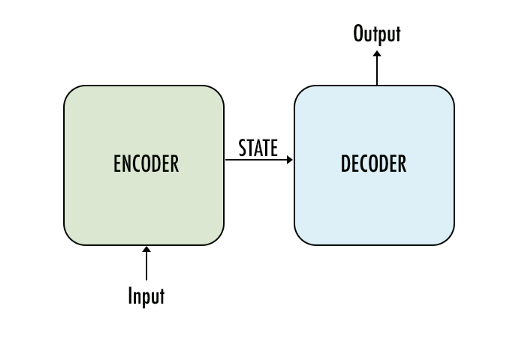 Output
ENCODER
STATE
DECODER
Input